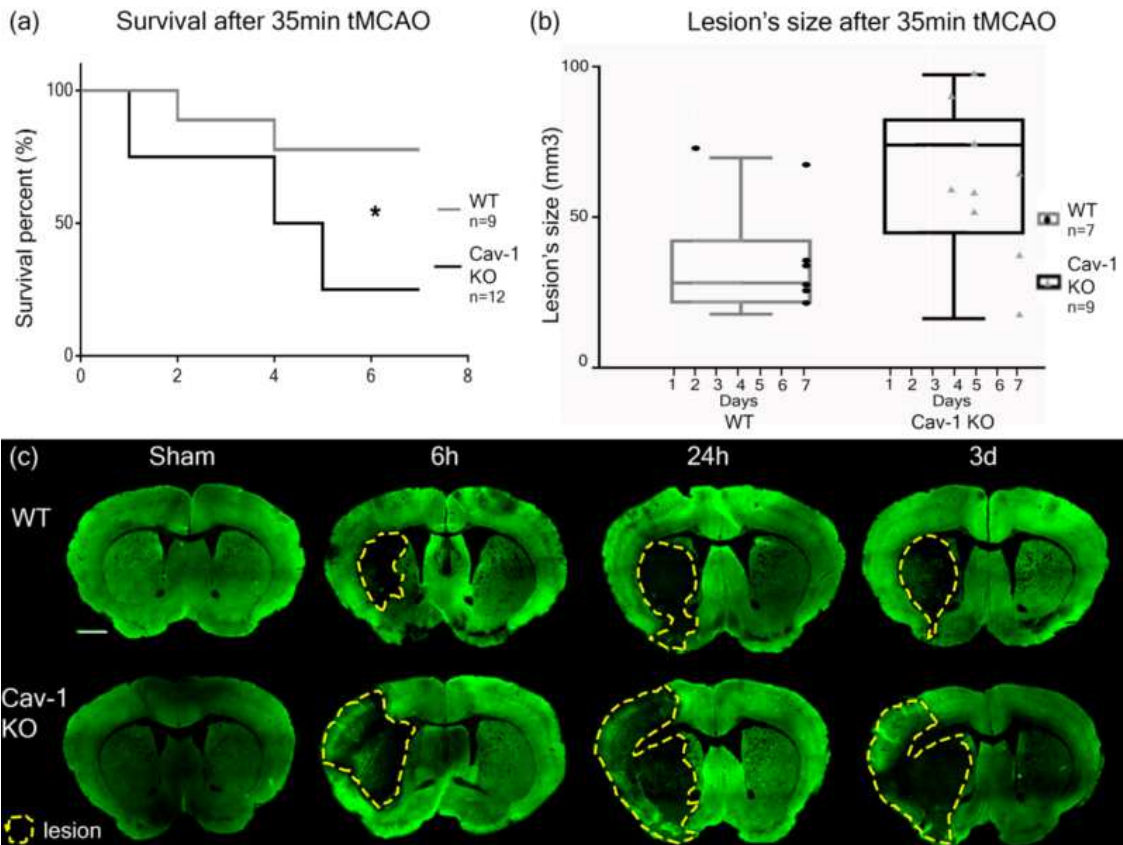 (a) Survival after 35min tMCAO
Survival percent (%)
100
50
0
0 2 4 6 8
*
WT
n=9
Cav-1
KO
n=12
(b) Lesion's size after 35min tMCAO
Lesion's size (mm3)
100
50
0
1 2 3 4 5 6 7
Days
WT
1 2 3 4 5 6 7
Days
Cav-1 KO
WT
n=7
Cav-1
KO
n=9
(c) Sham 6h 24h 3d
WT
Cav-1
KO
lesion